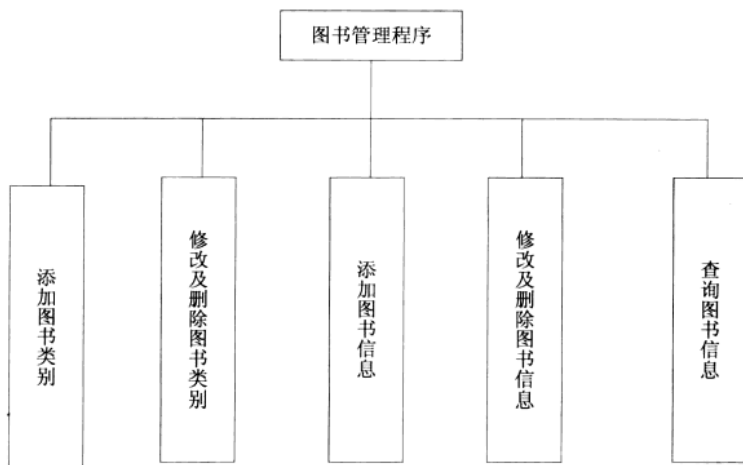 图书管理程序
添加图书类别
修改及删除图书类别
添加图书信息
修改及删除图书信息
查询图书信息